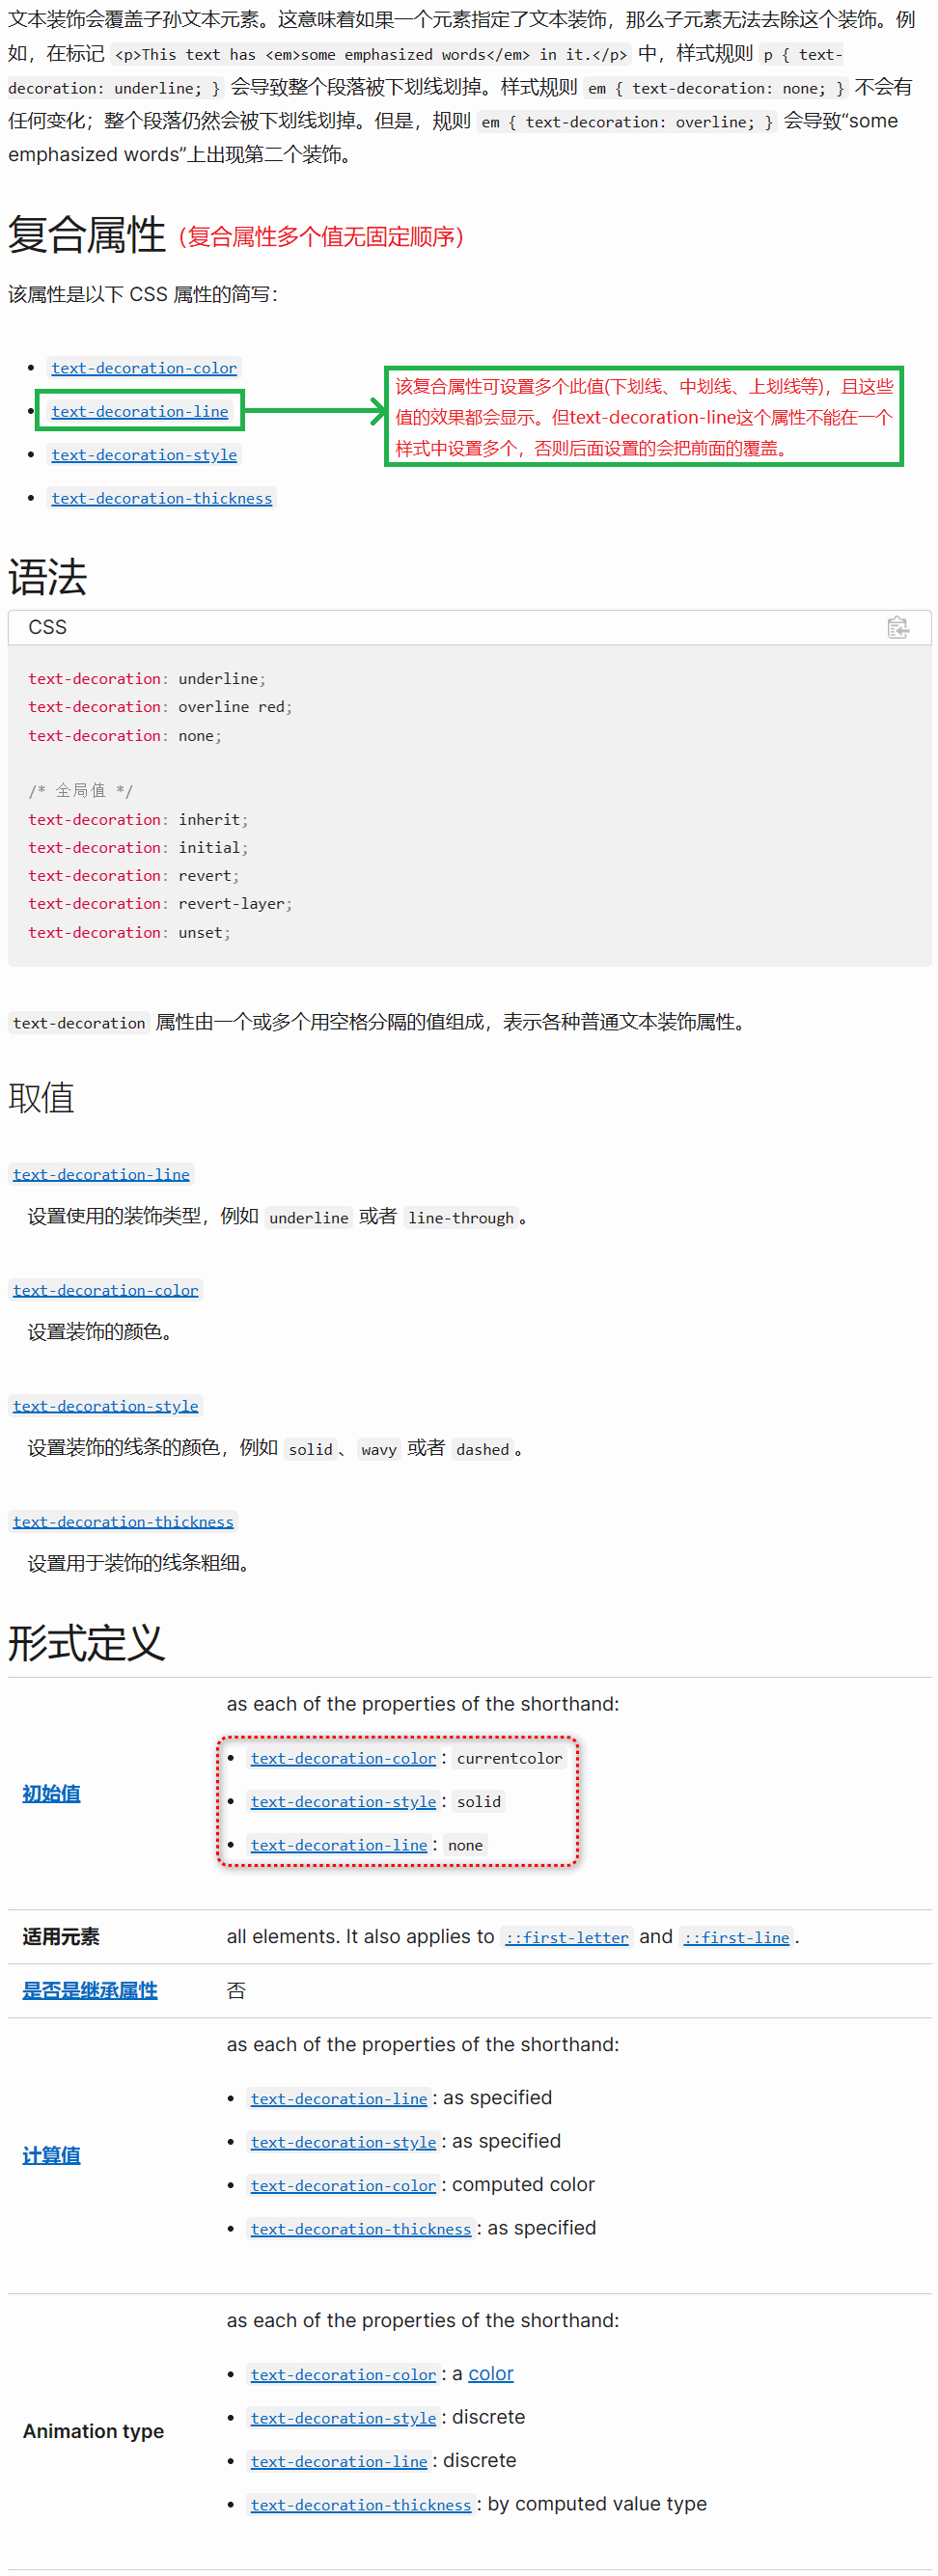 文本装饰会覆盖子孙文本元素。这意味着如果一个元素指定了文本装饰，那么子元素无法去除这个装饰。例
如，在标记 <p>This text has <em>some emphasized words</em> in it.</p> 中，样式规则 p { text-
decoration: underline; } 会导致整个段落被下划线划掉。样式规则 em { text-decoration: none; } 不会有
任何变化；整个段落仍然会被下划线划掉。但是，规则 em { text-decoration: overline; } 会导致“some
emphasized words”上出现第二个装饰。
复合属性（复合属性多个值无固定顺序）
该属性是以下 CSS 属性的简写：
• text-decoration-color
• text-decoration-line
该复合属性可设置多个此值(下划线、中划线、上划线等)，且这些
值的效果都会显示。但text-decoration-line这个属性不能在一个
样式中设置多个，否则后面设置的会把前面的覆盖。
• text-decoration-style
• text-decoration-thickness
语法
CSS
text-decoration: underline;
text-decoration: overline red;
text-decoration: none;
/* 全局值 */
text-decoration: inherit;
text-decoration: initial;
text-decoration: revert;
text-decoration: revert-layer;
text-decoration: unset;
text-decoration 属性由一个或多个用空格分隔的值组成，表示各种普通文本装饰属性。
取值
text-decoration-line
设置使用的装饰类型，例如 underline 或者 line-through。
text-decoration-color
设置装饰的颜色。
text-decoration-style
设置装饰的线条的颜色，例如 solid、wavy 或者 dashed。
text-decoration-thickness
设置用于装饰的线条粗细。
形式定义
初始值
as each of the properties of the shorthand:
• text-decoration-color: currentcolor
• text-decoration-style: solid
• text-decoration-line: none
适用元素 all elements. It also applies to ::first-letter and ::first-line.
是否是继承属性 否
计算值
as each of the properties of the shorthand:
• text-decoration-line: as specified
• text-decoration-style: as specified
• text-decoration-color: computed color
• text-decoration-thickness: as specified
Animation type
as each of the properties of the shorthand:
• text-decoration-color: a color
• text-decoration-style: discrete
• text-decoration-line: discrete
• text-decoration-thickness: by computed value type